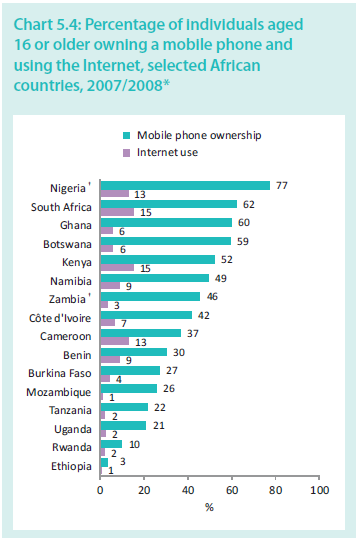 Chart 5.4: Percentage of individuals aged
16 or older owning a mobile phone and
using the Internet, selected African
countries, 2007/2008*
Mobile phone ownership
Internet use
Nigeria † 77
13
South Africa 62
15
Ghana 60
6
Botswana 59
6
Kenya 52
15
Namibia 49
9
Zambia † 46
3
Côte d'Ivoire 42
7
Cameroon 37
13
Benin 30
9
Burkina Faso 27
4
Mozambique 26
1
Tanzania 22
2
Uganda 21
2
Rwanda 10
2
Ethiopia 3
1
0 20 40 60 80 100
%